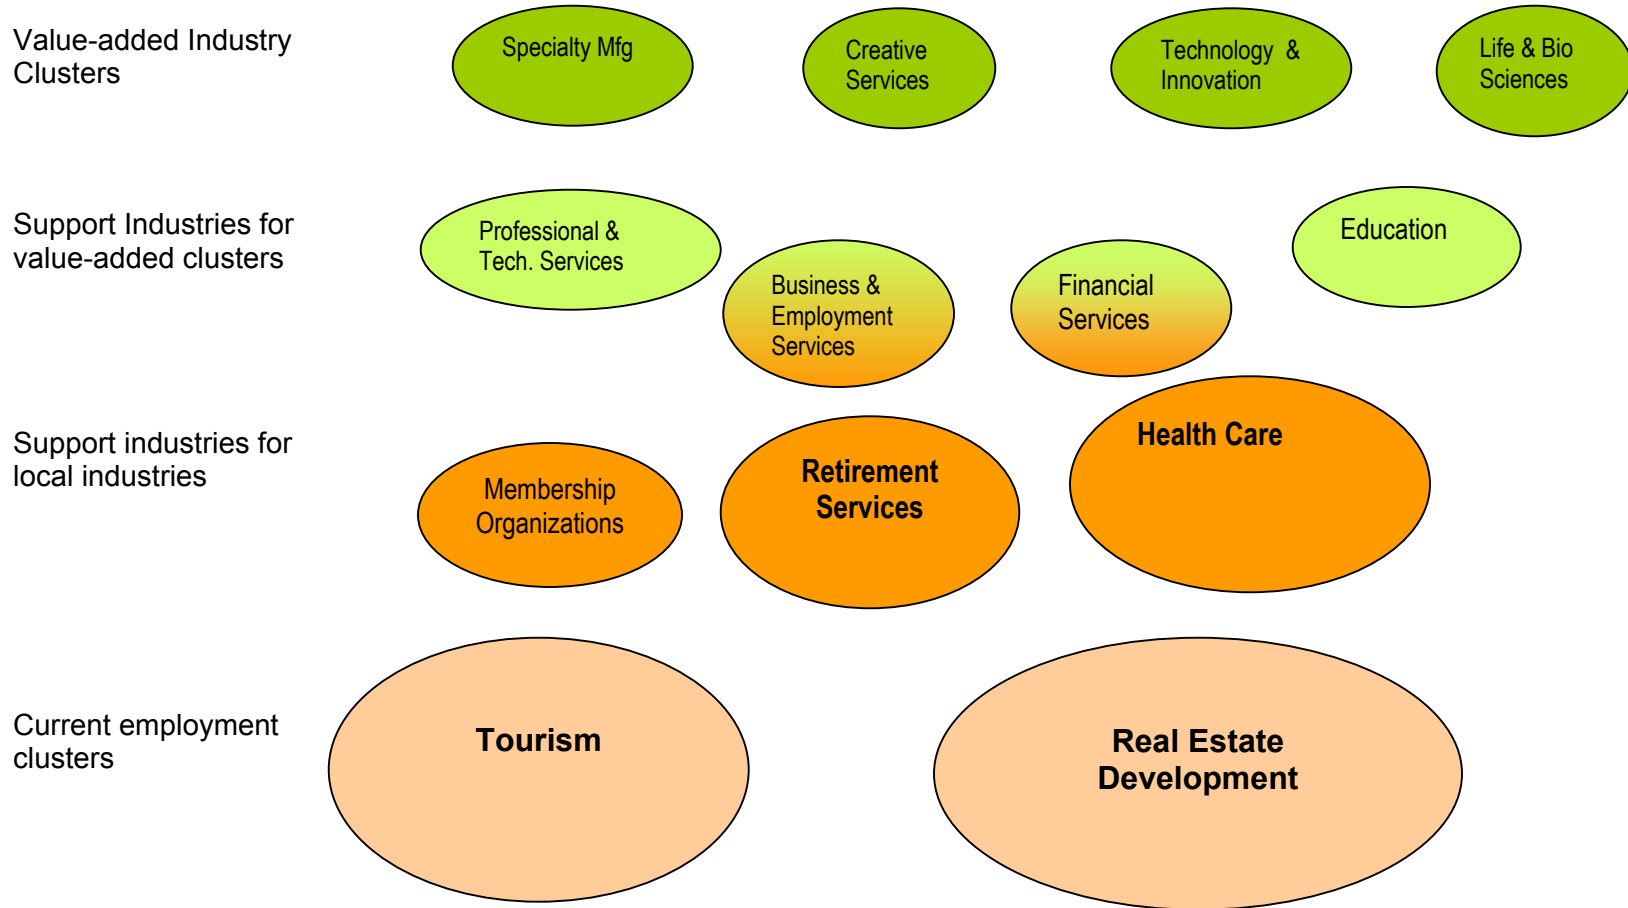 Value-added Industry
Clusters
Specialty Mfg
Creative
Services
Technology &
Innovation
Life & Bio
Sciences
Support Industries for
value-added clusters
Professional &
Tech. Services
Business &
Employment
Services
Financial
Services
Education
Support industries for
local industries
Membership
Organizations
Retirement
Services
Health Care
Current employment
clusters
Tourism
Real Estate
Development